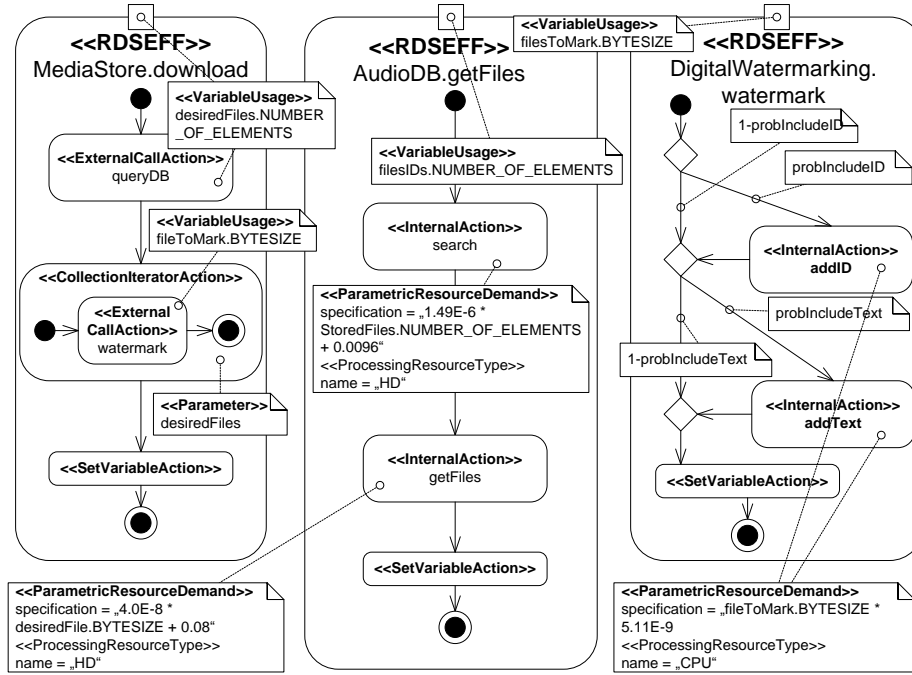 <<RDSEFF>>
MediaStore.download
<<VariableUsage>>
desiredFiles.NUMBER
_OF_ELEMENTS
<<ExternalCallAction>>
queryDB
<<VariableUsage>>
fileToMark.BYTESIZE
<<CollectionIteratorAction>>
<<External
CallAction>>
watermark
<<Parameter>>
desiredFiles
<<SetVariableAction>>
<<ParametricResourceDemand>>
specification = „4.0E-8 *
desiredFile.BYTESIZE + 0.08“
<<ProcessingResourceType>>
name = „HD“
<<RDSEFF>>
AudioDB.getFiles
<<VariableUsage>>
filesIDs.NUMBER_OF_ELEMENTS
<<InternalAction>>
search
<<ParametricResourceDemand>>
specification = „1.49E-6 *
StoredFiles.NUMBER_OF_ELEMENTS
+ 0.0096“
<<ProcessingResourceType>>
name = „HD“
<<InternalAction>>
getFiles
<<SetVariableAction>>
<<VariableUsage>>
filesToMark.BYTESIZE
<<RDSEFF>>
DigitalWatermarking.
watermark
1-probIncludeID
probIncludeID
<<InternalAction>>
addID
probIncludeText
1-probIncludeText
<<InternalAction>>
addText
<<SetVariableAction>>
<<ParametricResourceDemand>>
specification = „fileToMark.BYTESIZE *
5.11E-9
<<ProcessingResourceType>>
name = „CPU“